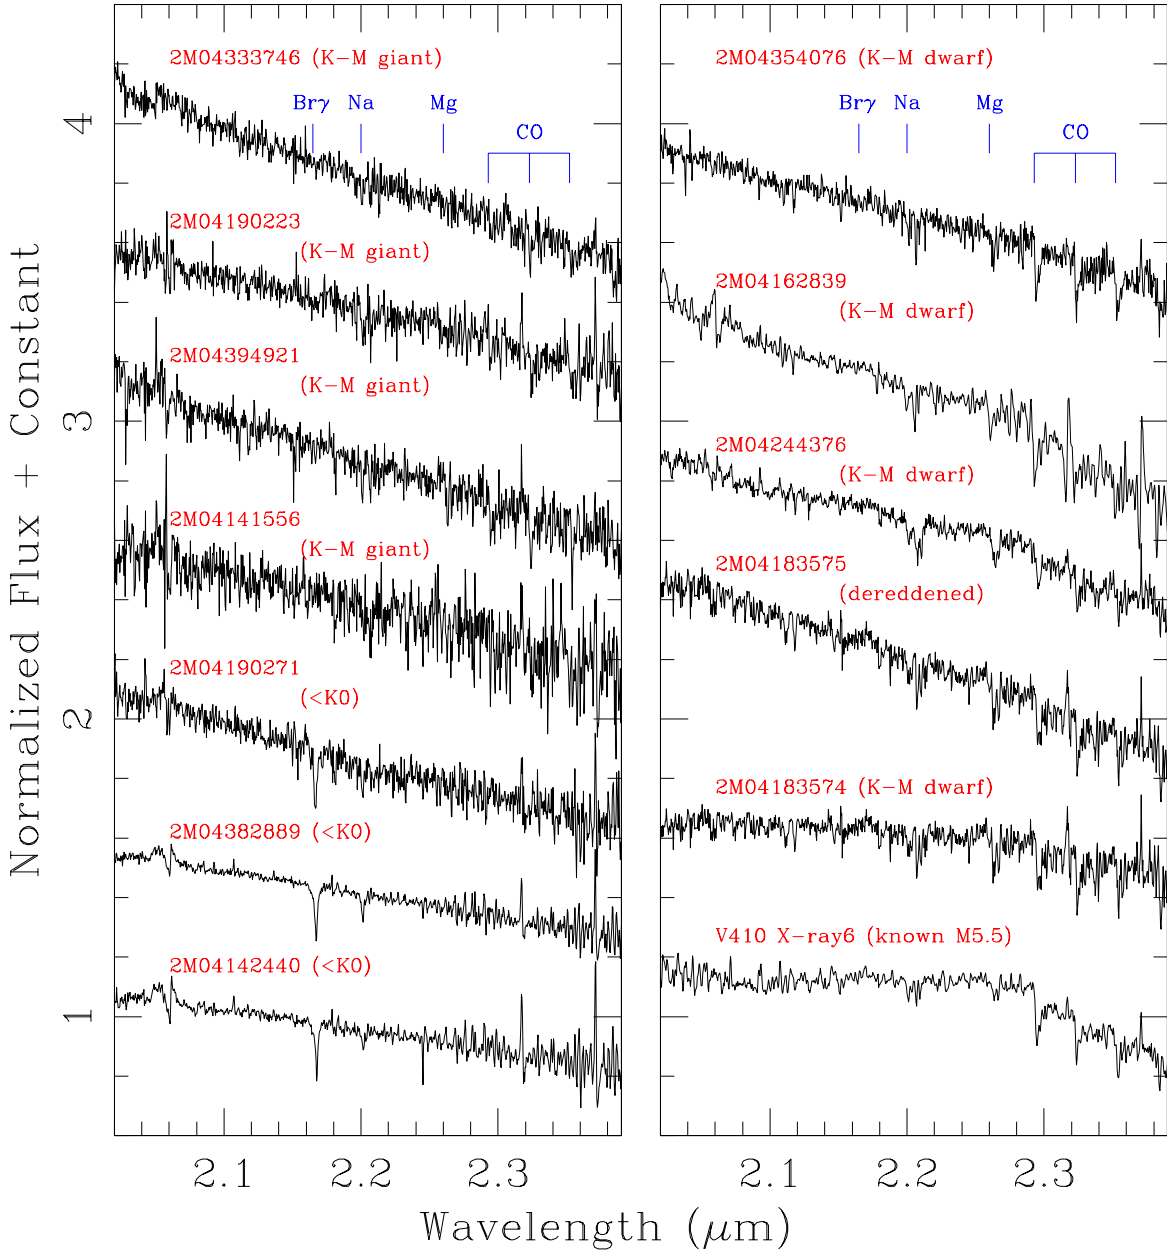 2M04333746 (K-M giant)
Brγ Na Mg
CO
2M04190223
(K-M giant)
2M04394921
(K-M giant)
2M04141556
(K-M giant)
2M04190271
(<K0)
2M04382889 (<K0)
2M04142440 (<K0)
2M04354076 (K-M dwarf)
Brγ Na Mg
CO
2M04162839
(K-M dwarf)
2M04244376
(K-M dwarf)
2M04183575
(dereddened)
2M04183574 (K-M dwarf)
V410 X-ray6 (known M5.5)
4
3
2
1
Normalized Flux + Constant
2.1 2.2 2.3
2.1 2.2 2.3
Wavelength (μm)